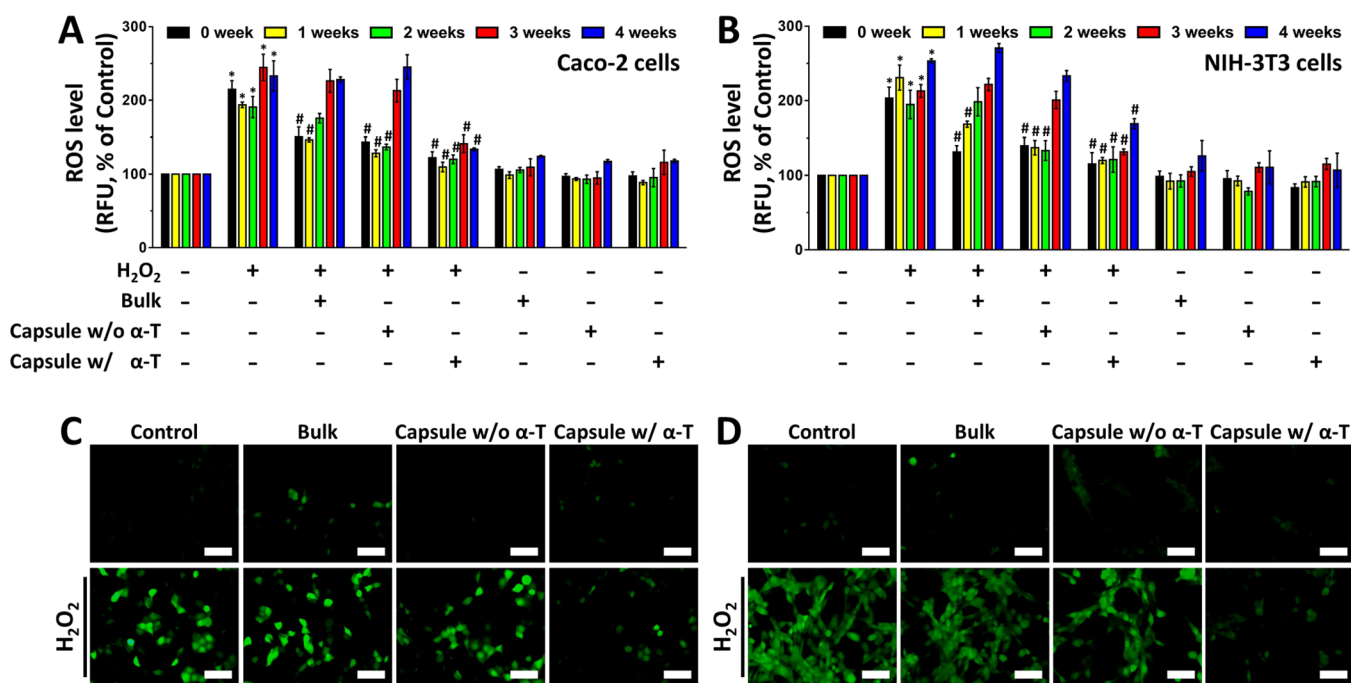 A
0 week 1 weeks 2 weeks 3 weeks 4 weeks
Caco-2 cells
ROS level
(RFU, % of Control)
300
200
100
0
* * * * *
# # # # # # # # # #
H₂O₂ – + + + + – – –
Bulk – – + – – + – –
Capsule w/o α-T – – – + – – + –
Capsule w/ α-T – – – – + – – +
B
0 week 1 weeks 2 weeks 3 weeks 4 weeks
NIH-3T3 cells
ROS level
(RFU, % of Control)
300
200
100
0
* * * * *
# # # # # # # # # #
– + + + + – – –
– – + – – + – –
– – – + – – + –
– – – – + – – +
C
Control Bulk Capsule w/o α-T Capsule w/ α-T
H₂O₂
D
Control Bulk Capsule w/o α-T Capsule w/ α-T
H₂O₂